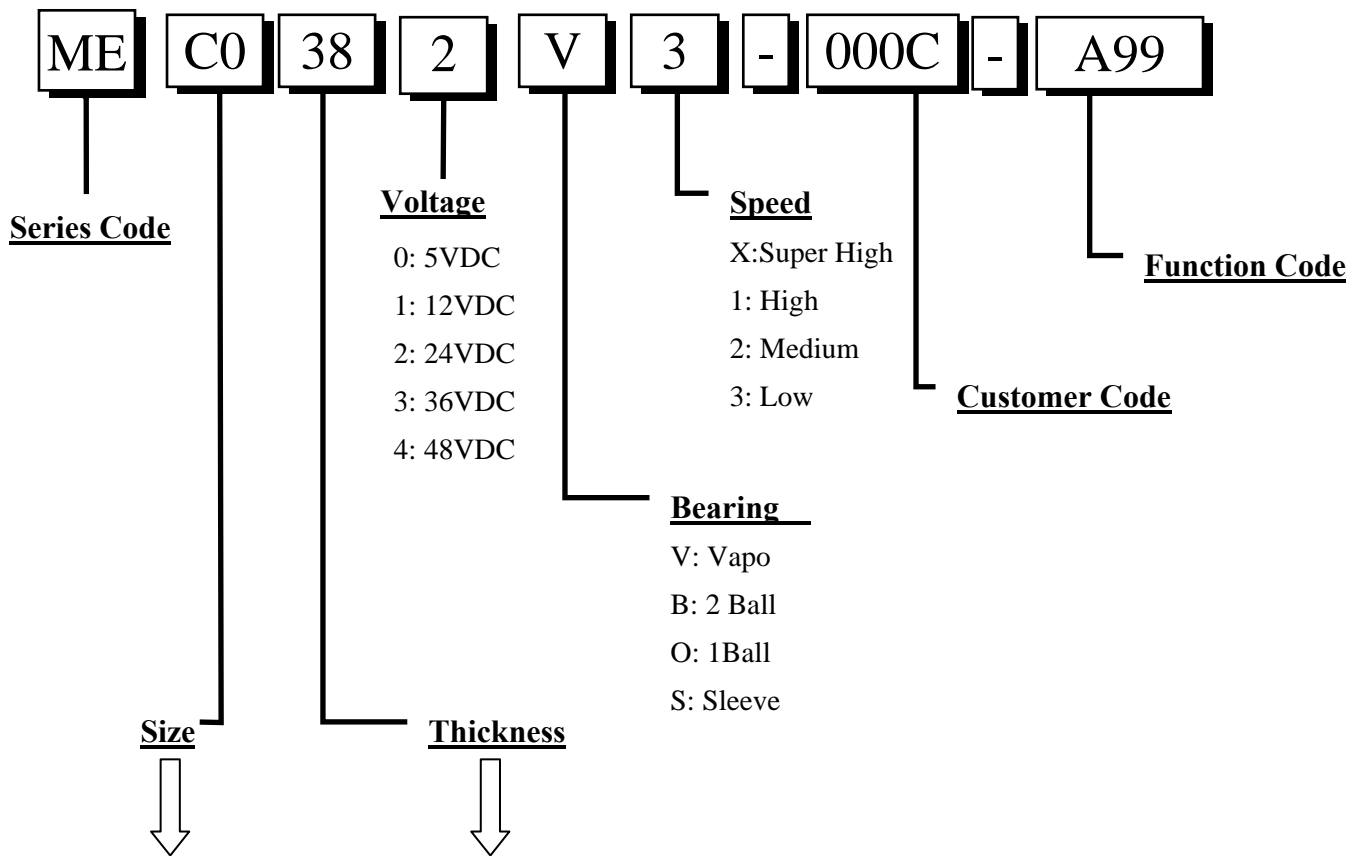 ME C0 38 2 V 3 - 000C - A99
Series Code
Voltage
0: 5VDC
1: 12VDC
2: 24VDC
3: 36VDC
4: 48VDC
Speed
X:Super High
1: High
2: Medium
3: Low
Function Code
Customer Code
Bearing
V: Vapo
B: 2 Ball
O: 1Ball
S: Sleeve
Size
Thickness